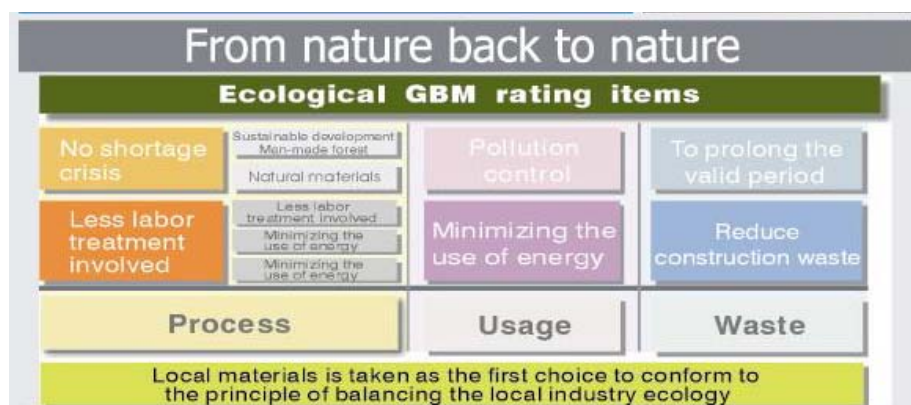 From nature back to nature
Ecological GBM rating items
No shortage
crisis
Sustainable development
Man-made forest
Natural materials
Pollution
control
To prolong the
valid period
Less labor
treatment
involved
Less labor
treatment involved
Minimizing the
use of energy
Minimizing the
use of energy
Minimizing the
use of energy
Reduce
construction waste
Process
Usage
Waste
Local materials is taken as the first choice to conform to
the principle of balancing the local industry ecology